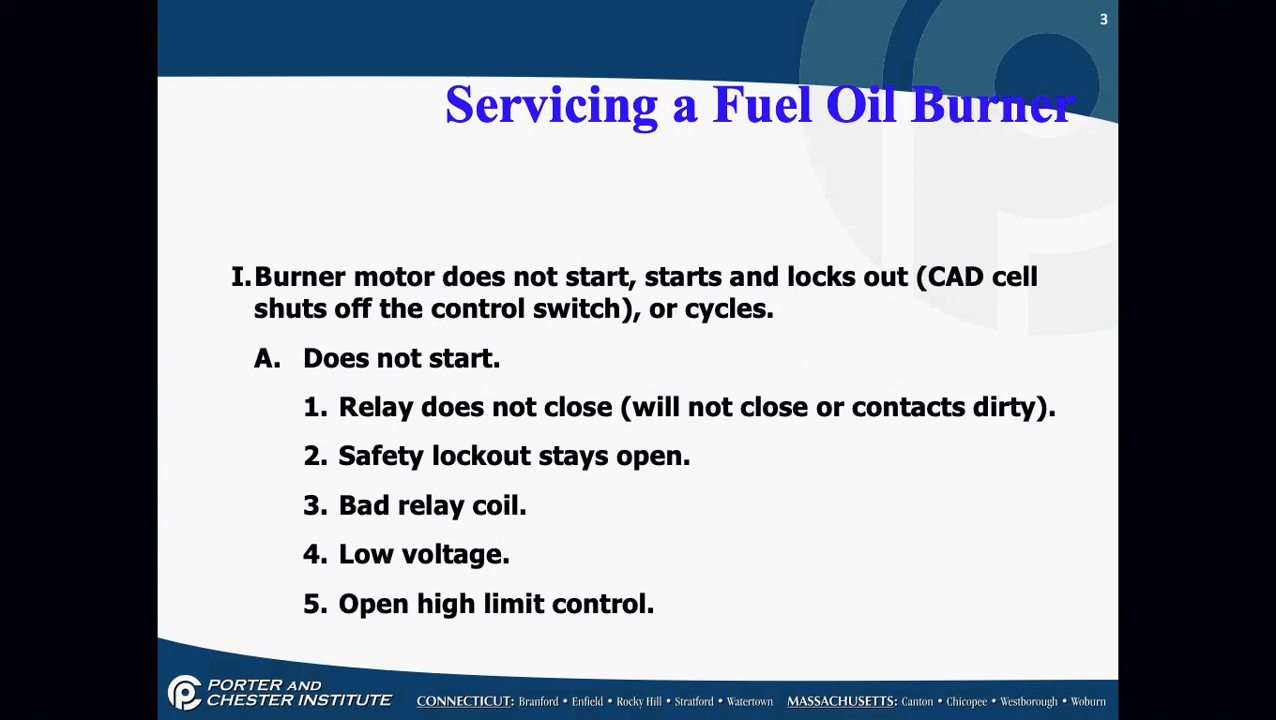 3
Servicing a Fuel Oil Burner
I. Burner motor does not start, starts and locks out (CAD cell
shuts off the control switch), or cycles.
A. Does not start.
1. Relay does not close (will not close or contacts dirty).
2. Safety lockout stays open.
3. Bad relay coil.
4. Low voltage.
5. Open high limit control.
PORTER AND
CHESTER INSTITUTE
CONNECTICUT: Branford • Enfield • Rocky Hill • Stratford • Watertown MASSACHUSETTS: Canton • Chicopee • Westborough • Woburn